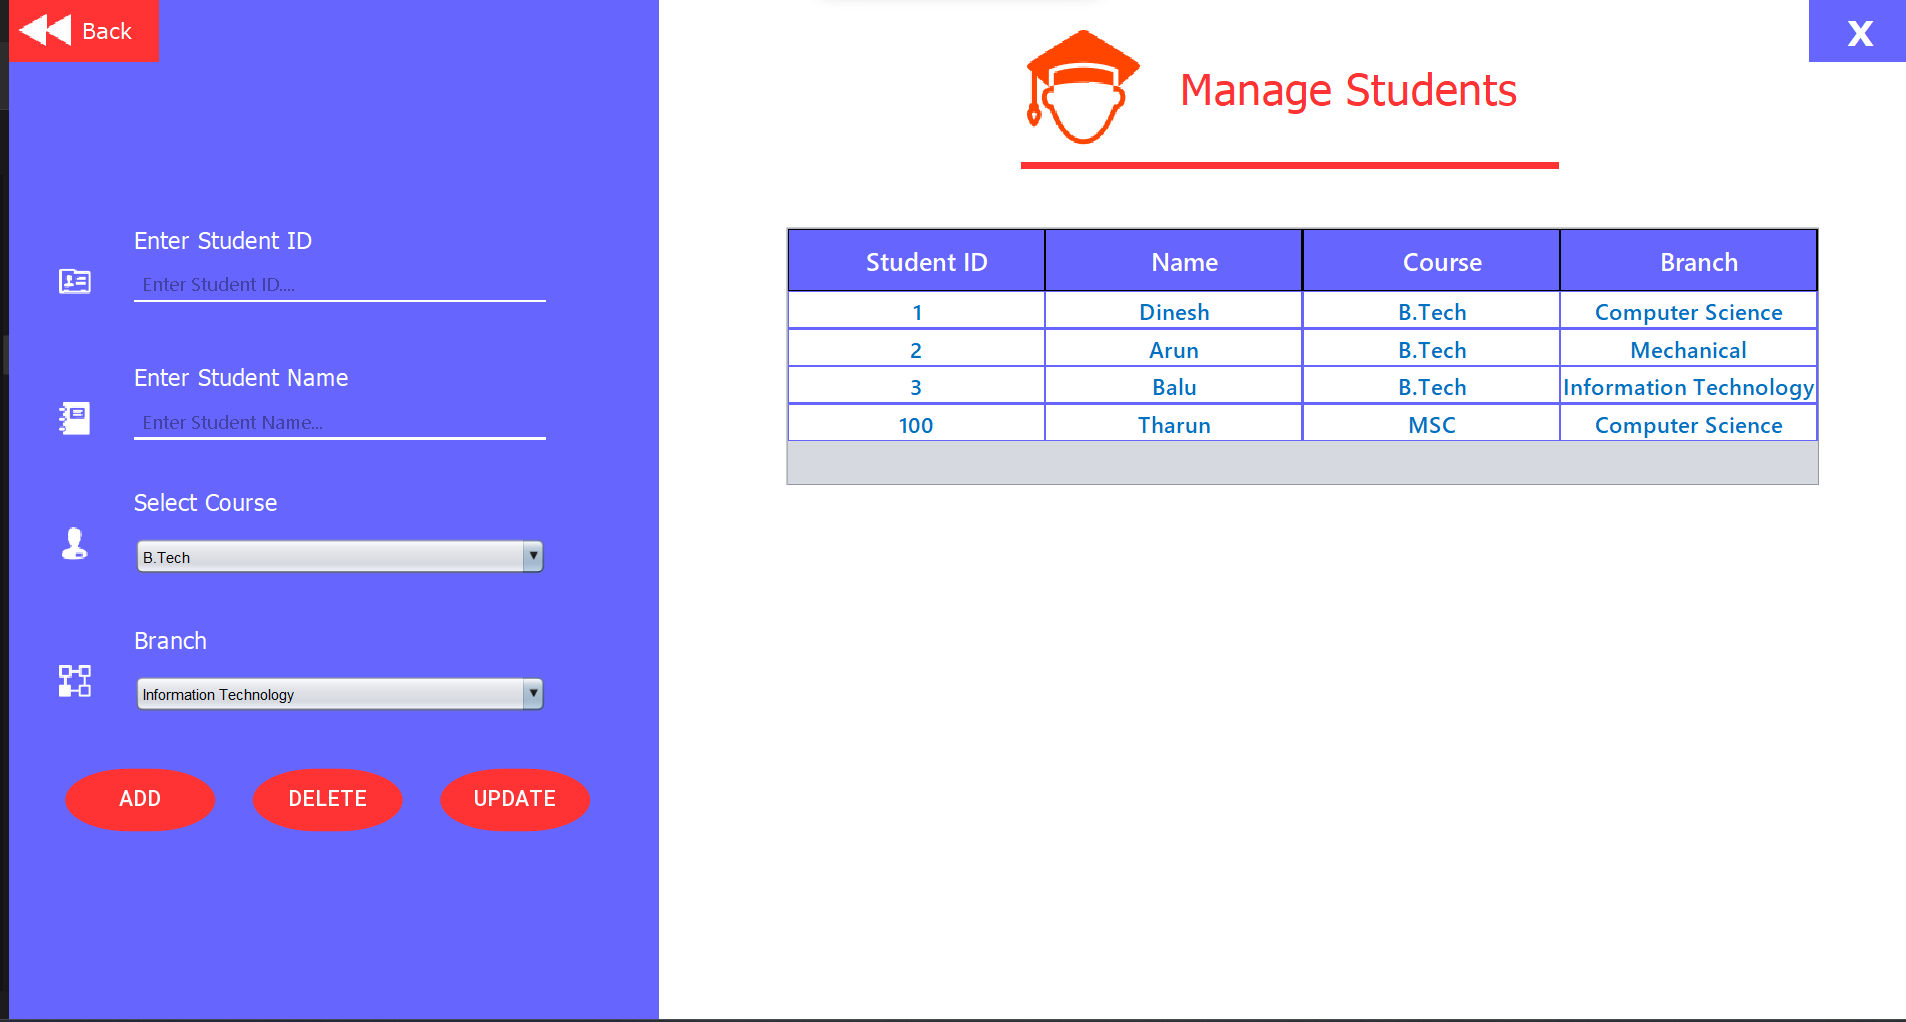 Back
Enter Student ID
Enter Student ID....
Enter Student Name
Enter Student Name...
Select Course
B.Tech
Branch
Information Technology
ADD DELETE UPDATE
X
Manage Students
Student ID Name Course Branch
1 Dinesh B.Tech Computer Science
2 Arun B.Tech Mechanical
3 Balu B.Tech Information Technology
100 Tharun MSC Computer Science